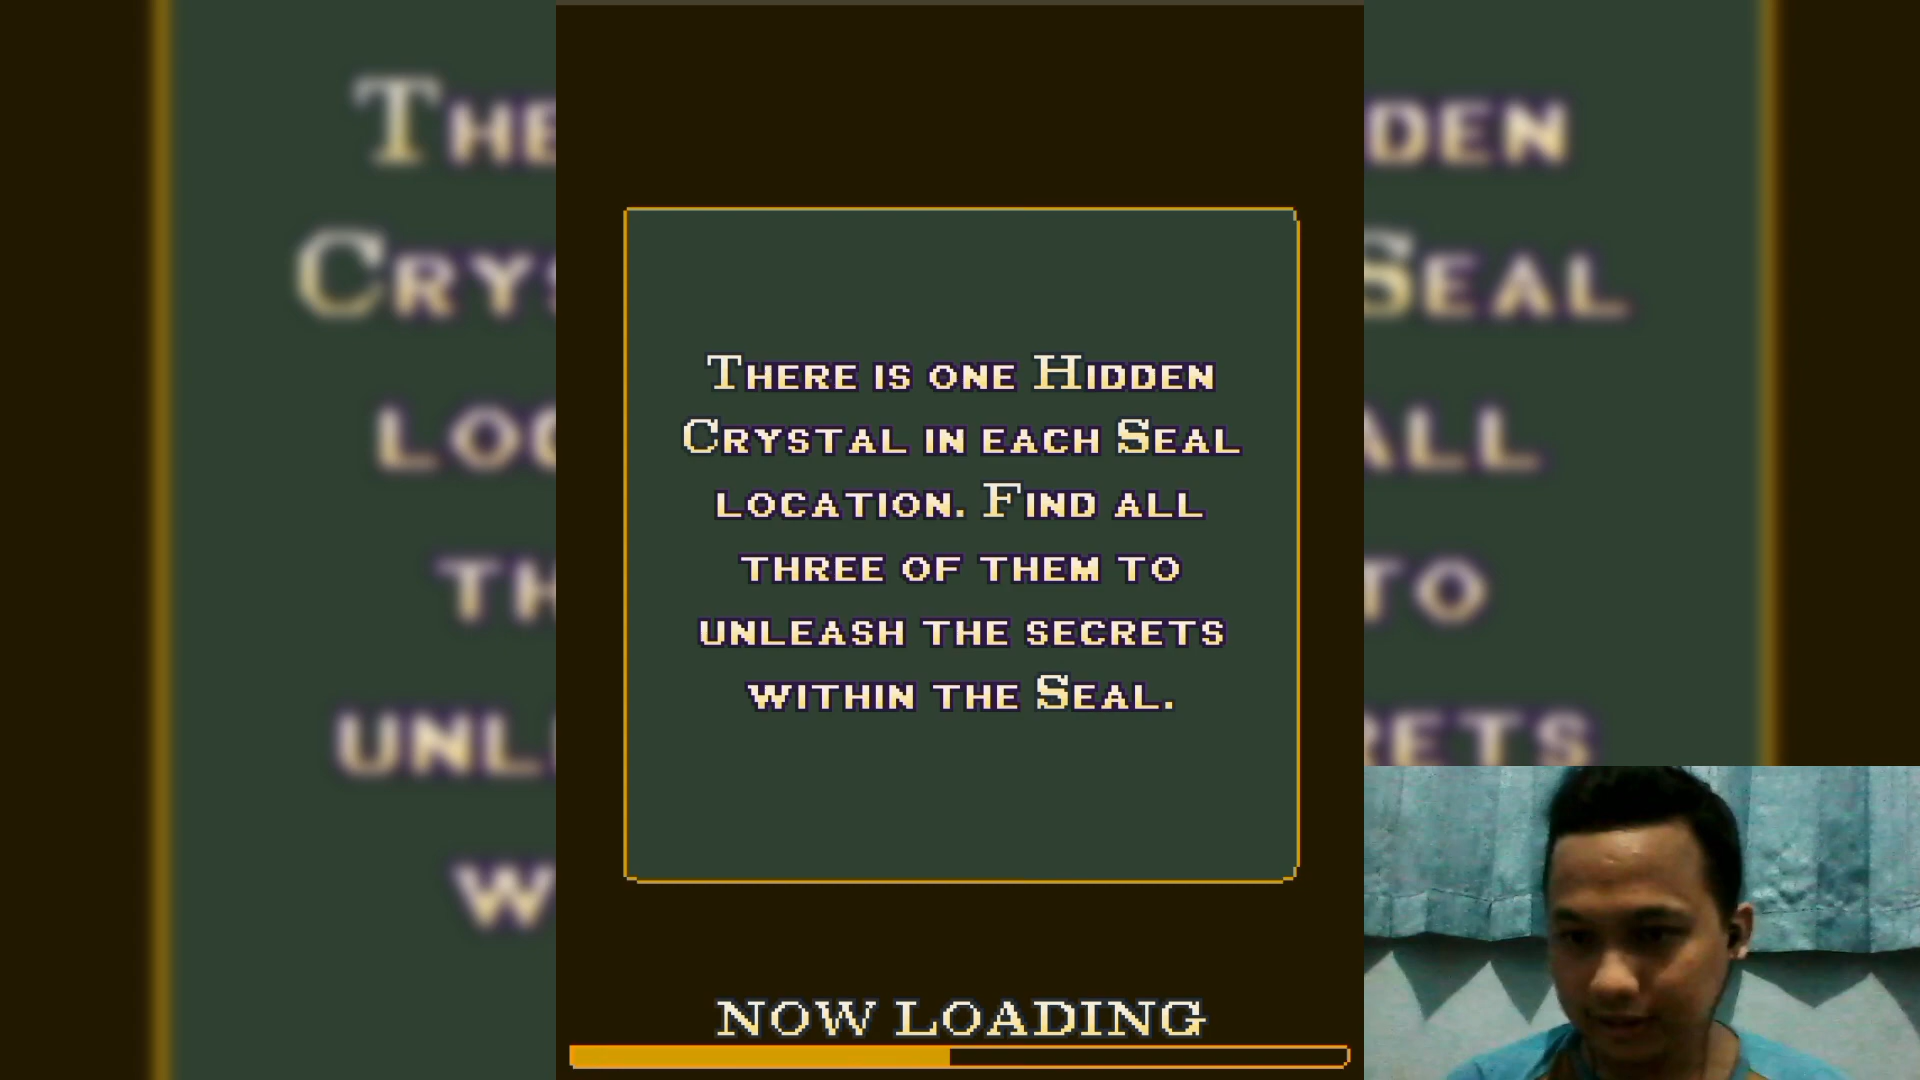 There is one Hidden
Crystal in each Seal
location. Find all
three of them to
unleash the secrets
within the Seal.
NOW LOADING